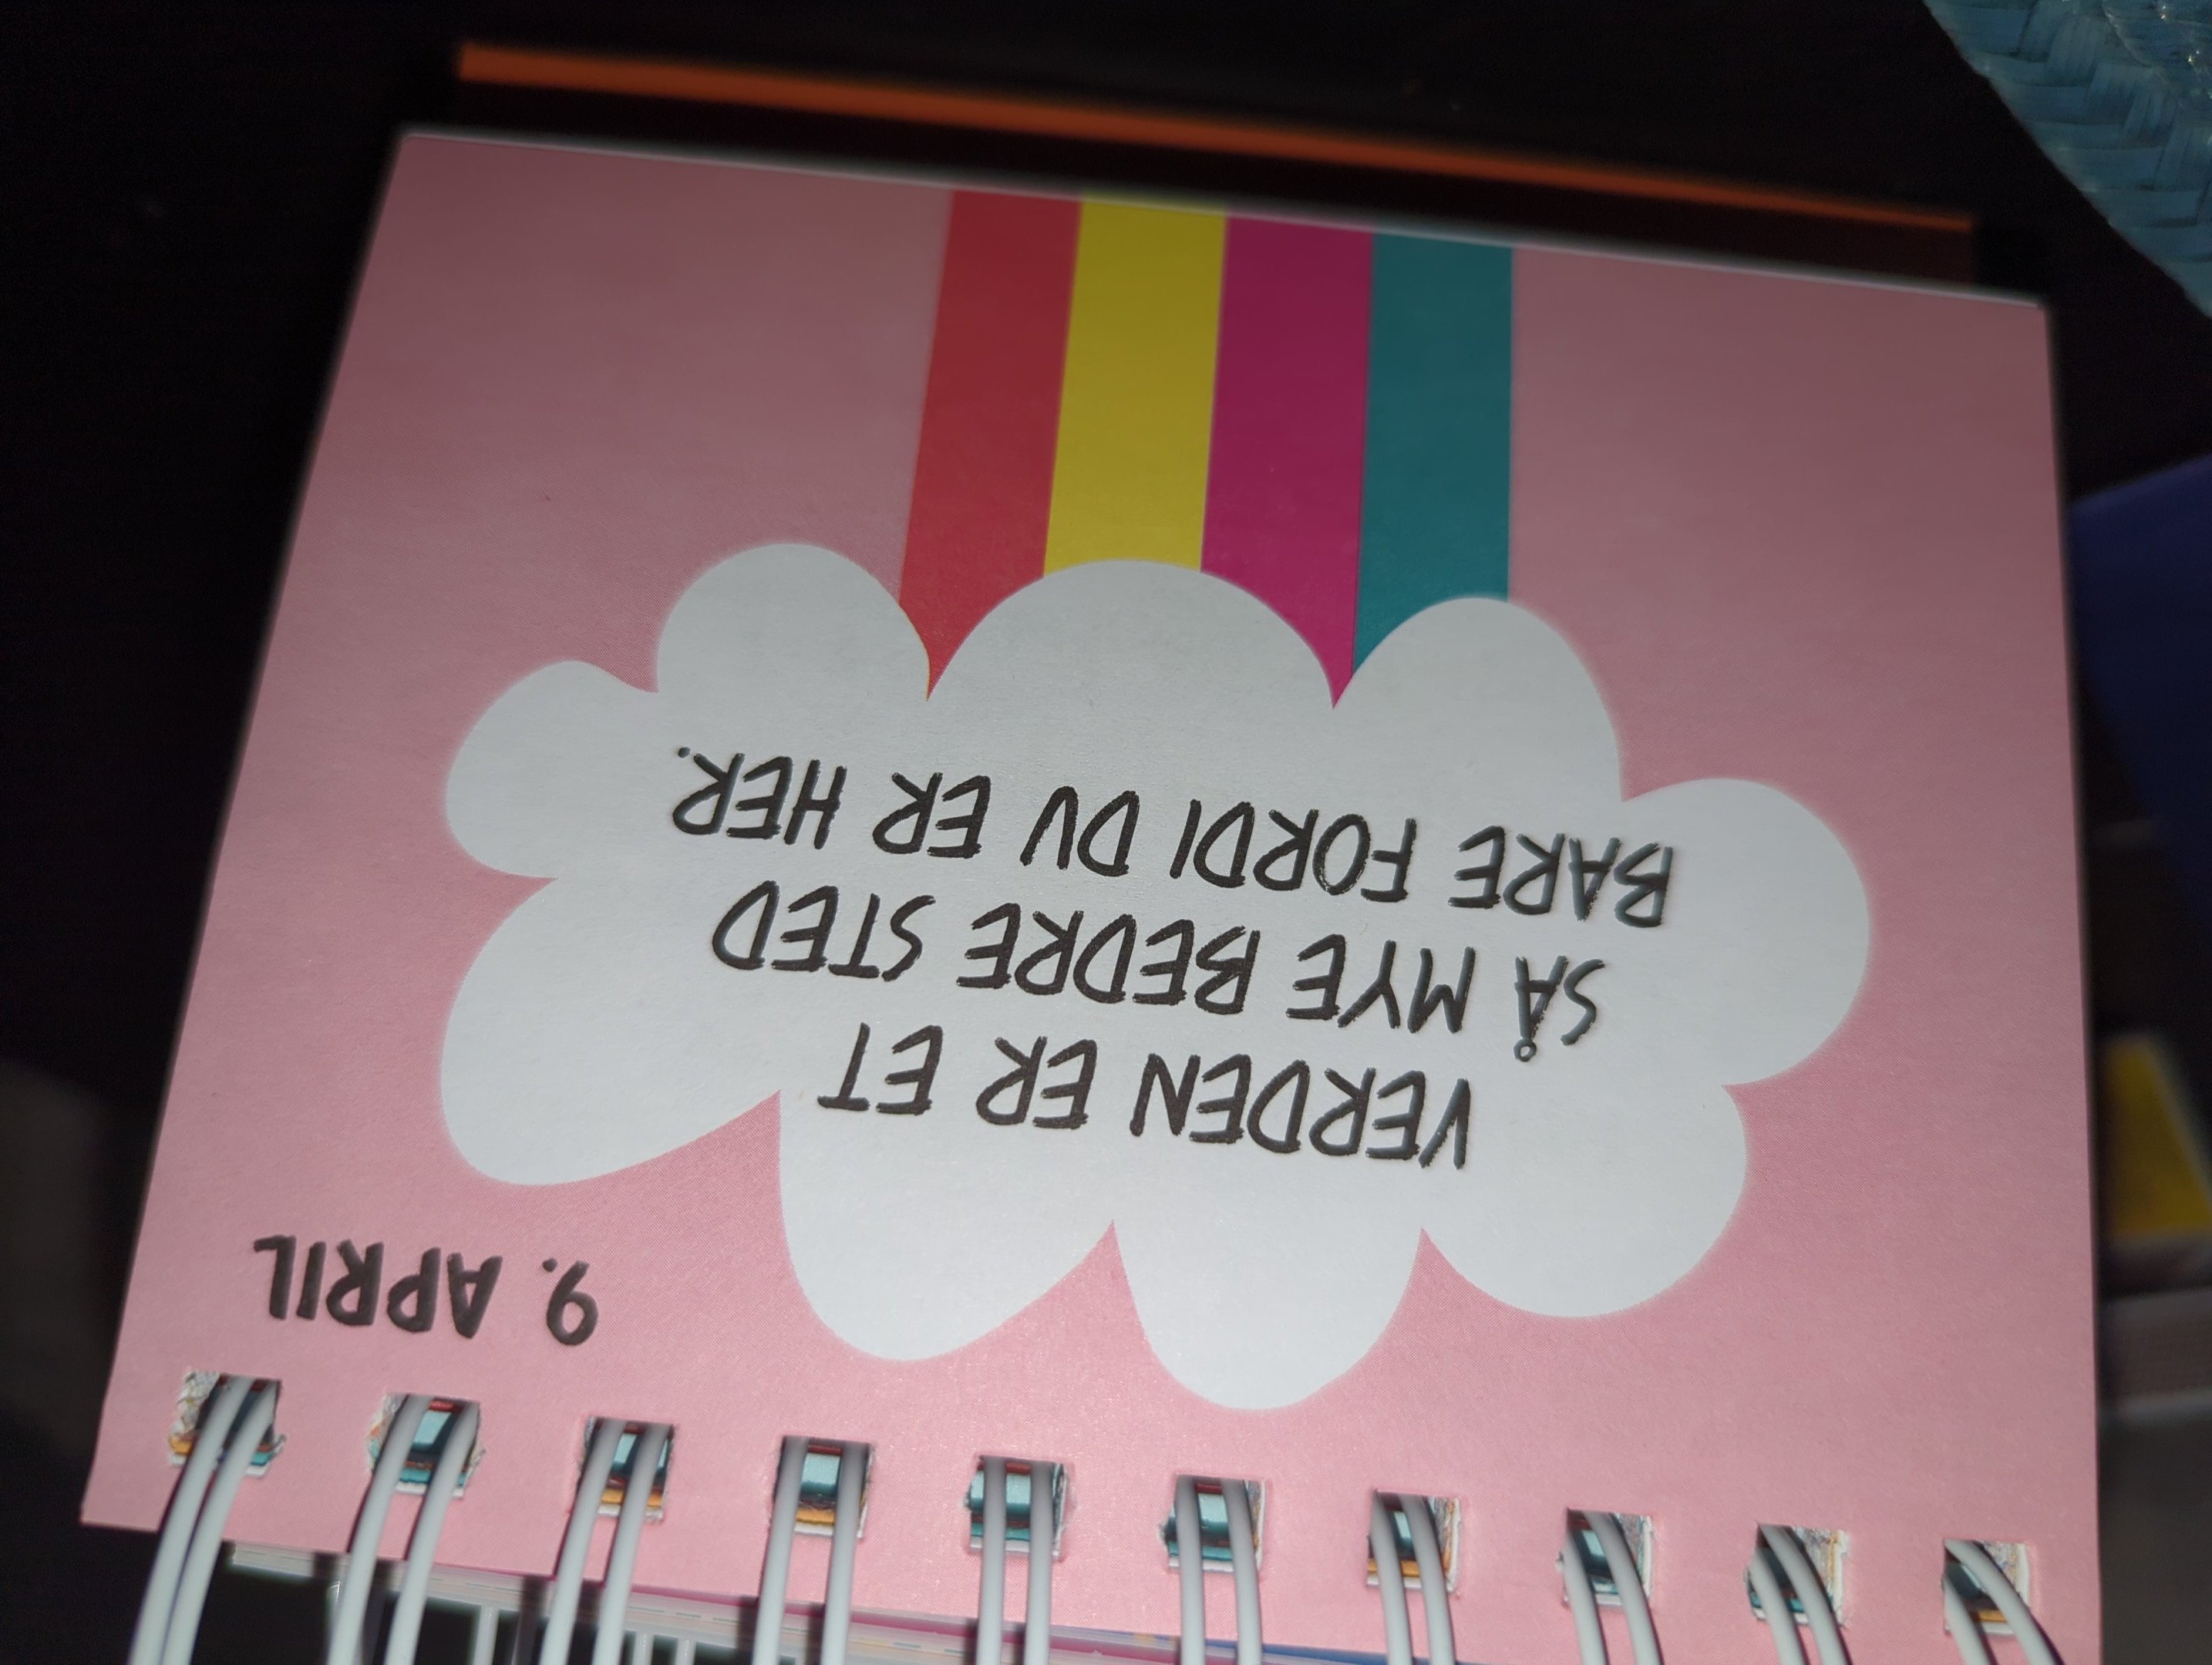 9. APRIL
VERDEN ER ET
SÅ MYE BEDRE STED
BARE FORDI DU ER HER.